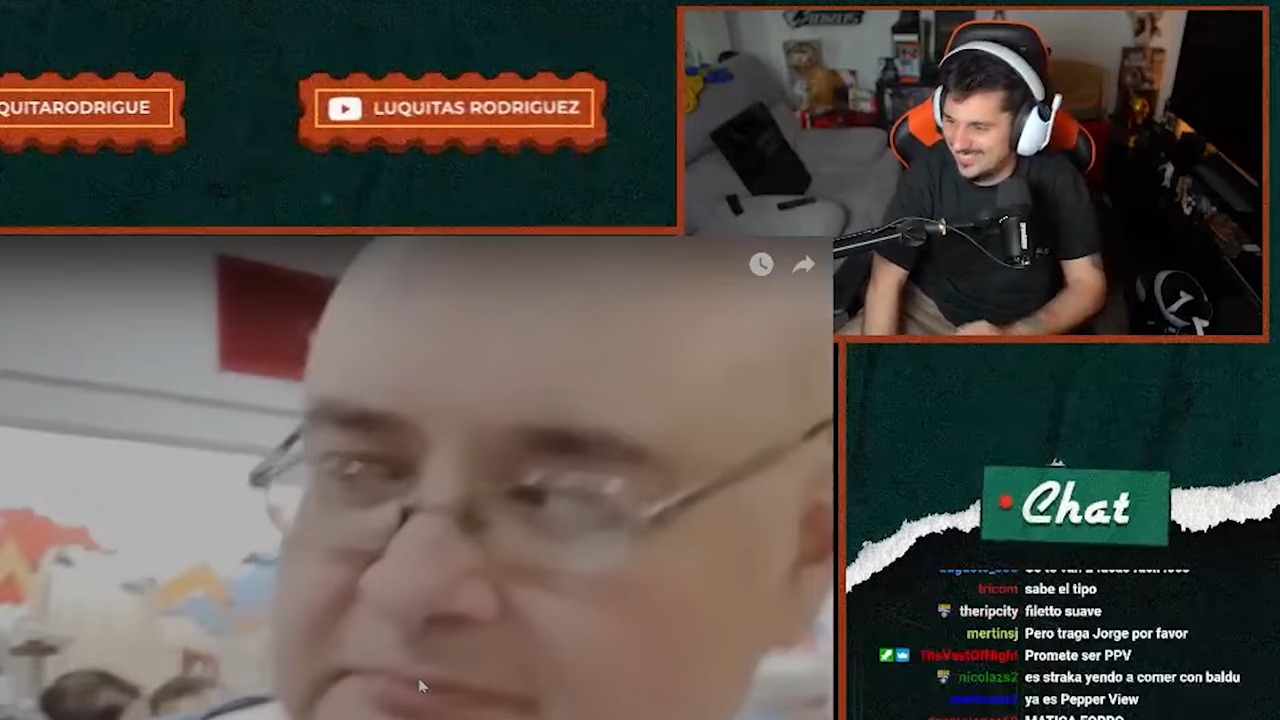 QUITARODRIGUE
LUQUITAS RODRIGUEZ
Chat
tricom sabe el tipo
theripcity filetto suave
mertinsj Pero traga Jorge por favor
TheVastOfNight Promete ser PPV
nicolazs2 es straka yendo a comer con baldu
ya es Pepper View